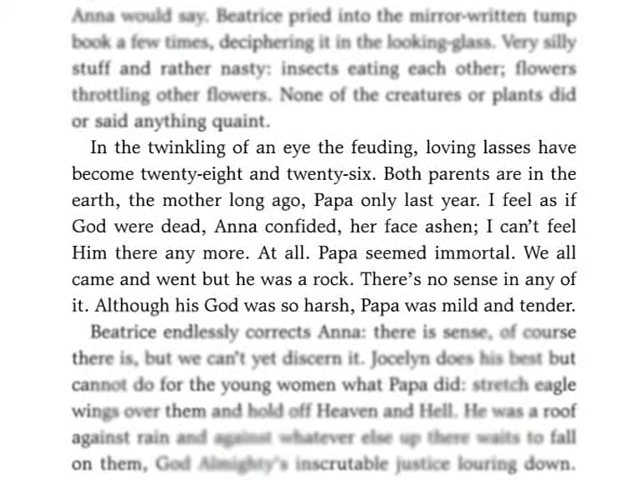 Anna would say. Beatrice pried into the mirror-written tump
book a few times, deciphering it in the looking-glass. Very silly
stuff and rather nasty: insects eating each other; flowers
throttling other flowers. None of the creatures or plants did
or said anything quaint.
In the twinkling of an eye the feuding, loving lasses have
become twenty-eight and twenty-six. Both parents are in the
earth, the mother long ago, Papa only last year. I feel as if
God were dead, Anna confided, her face ashen; I can’t feel
Him there any more. At all. Papa seemed immortal. We all
came and went but he was a rock. There’s no sense in any of
it. Although his God was so harsh, Papa was mild and tender.
Beatrice endlessly corrects Anna: there is sense, of course
there is, but we can’t yet discern it. Jocelyn does his best but
cannot do for the young women what Papa did: stretch eagle
wings over them and hold off Heaven and Hell. He was a roof
against rain and against whatever else up there waits to fall
on them, God Almighty’s inscrutable justice louring down.